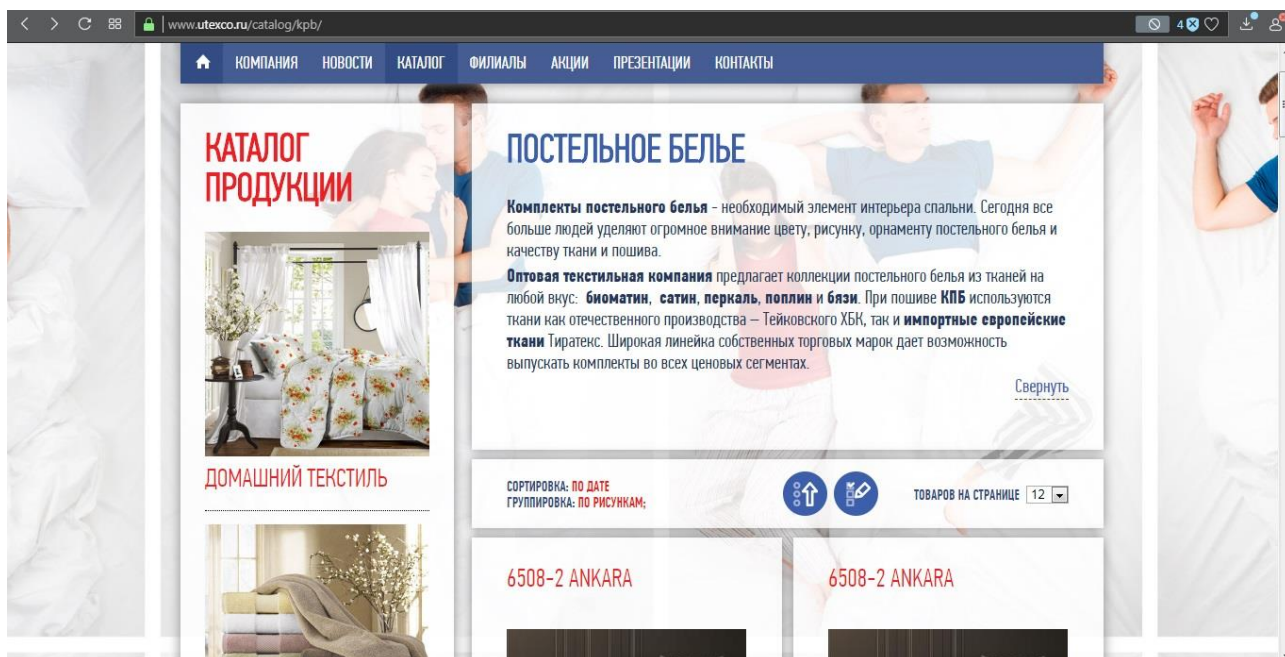 www.utexco.ru/catalog/kpb/
4
КОМПАНИЯ НОВОСТИ КАТАЛОГ ФИЛИАЛЫ АКЦИИ ПРЕЗЕНТАЦИИ КОНТАКТЫ
КАТАЛОГ
ПРОДУКЦИИ
ДОМАШНИЙ ТЕКСТИЛЬ
ПОСТЕЛЬНОЕ БЕЛЬЕ
Комплекты постельного белья - необходимый элемент интерьера спальни. Сегодня все
больше людей уделяют огромное внимание цвету, рисунку, орнаменту постельного белья и
качеству ткани и пошива.
Оптовая текстильная компания предлагает коллекции постельного белья из тканей на
любой вкус: биоматин, сатин, перкаль, поплин и бязи. При пошиве КПБ используются
ткани как отечественного производства – Тейковского ХБК, так и импортные европейские
ткани Тиратекс. Широкая линейка собственных торговых марок дает возможность
выпускать комплекты во всех ценовых сегментах.
Свернуть
СОРТИРОВКА: ПО ДАТЕ
ГРУППИРОВКА: ПО РИСУНКАМ;
ТОВАРОВ НА СТРАНИЦЕ 12
6508-2 ANKARA
6508-2 ANKARA